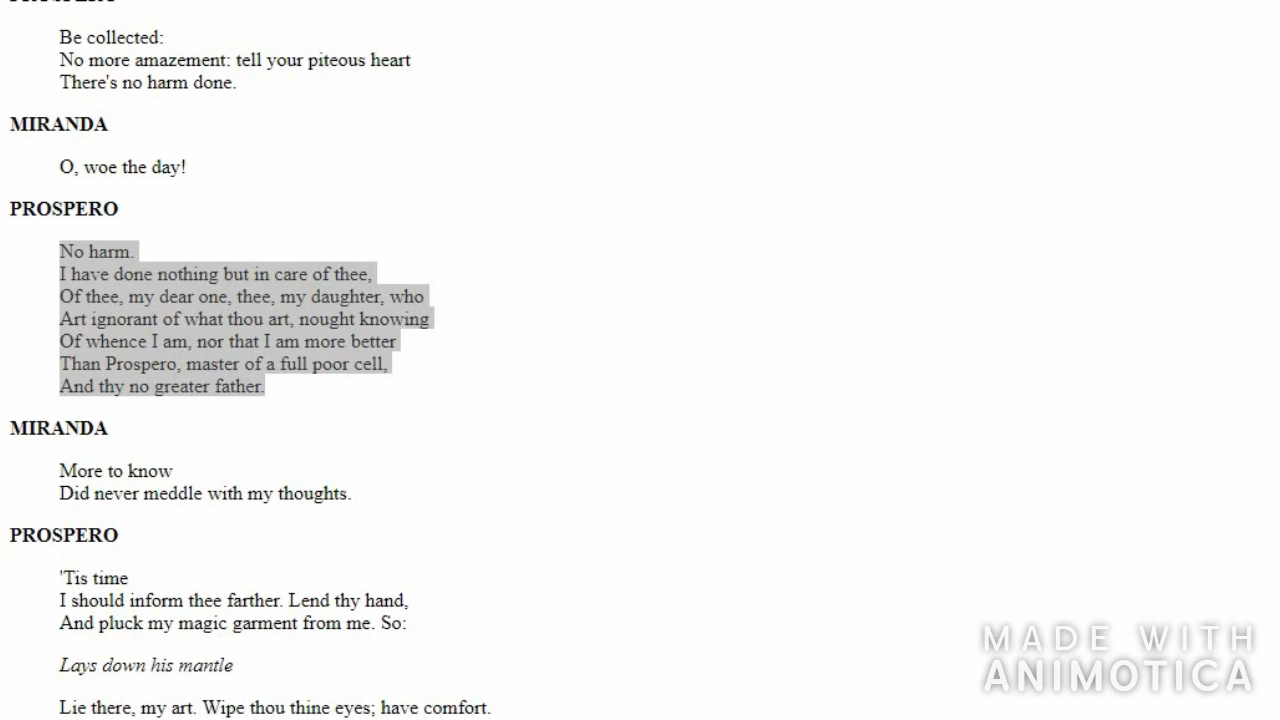 PROSPERO
Be collected:
No more amazement: tell your piteous heart
There's no harm done.
MIRANDA
O, woe the day!
PROSPERO
No harm.
I have done nothing but in care of thee,
Of thee, my dear one, thee, my daughter, who
Art ignorant of what thou art, nought knowing
Of whence I am, nor that I am more better
Than Prospero, master of a full poor cell,
And thy no greater father.
MIRANDA
More to know
Did never meddle with my thoughts.
PROSPERO
'Tis time
I should inform thee farther. Lend thy hand,
And pluck my magic garment from me. So:
Lays down his mantle
Lie there, my art. Wipe thou thine eyes; have comfort.
MADE WITH
ANIMOTICA